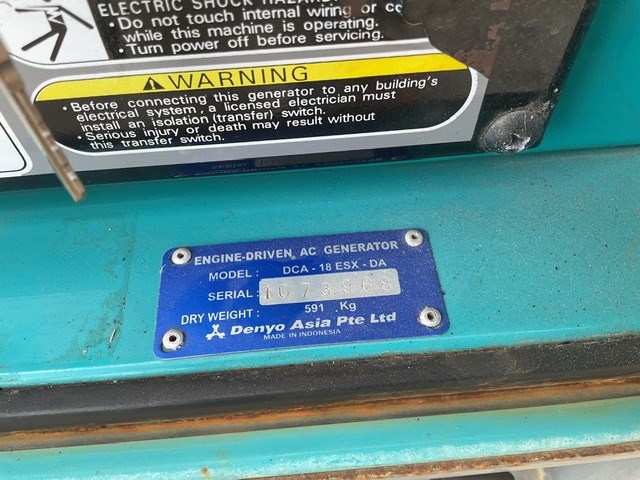 ELECTRIC SHOCK HAZARD
• Do not touch internal wiring or
while this machine is operating.
• Turn power off before servicing.
WARNING
• Before connecting this generator to any building's
electrical system, a licensed electrician must
install an isolation (transfer) switch.
• Serious injury or death may result without
this transfer switch.
ENGINE-DRIVEN AC GENERATOR
MODEL : DCA - 18 ESX - DA
SERIAL :
DRY WEIGHT : 591 Kg
Denyo Asia Pte Ltd
MADE IN INDONESIA